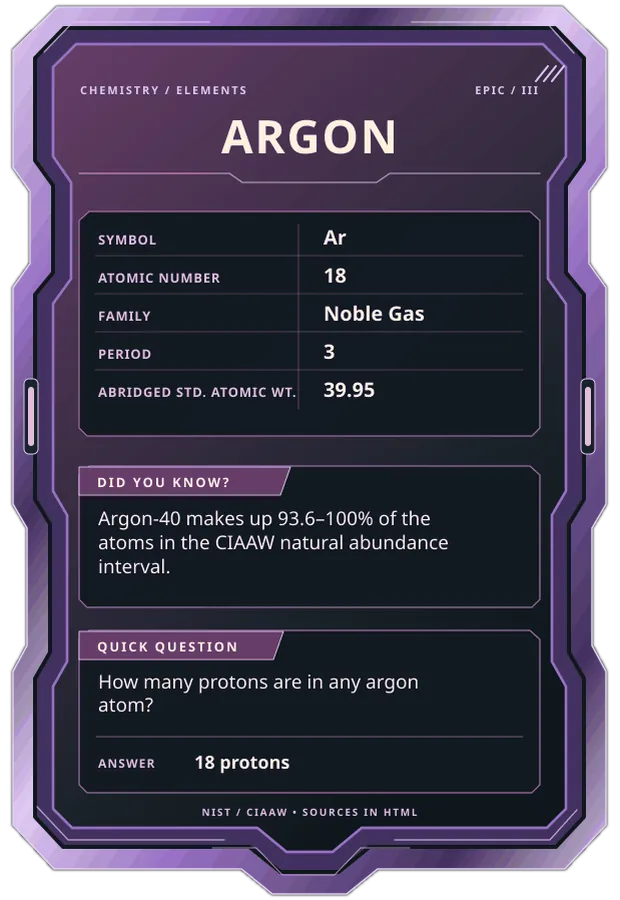 CHEMISTRY / ELEMENTS
EPIC / III
ARGON
SYMBOL Ar
ATOMIC NUMBER 18
FAMILY Noble Gas
PERIOD 3
ABRIDGED STD. ATOMIC WT. 39.95
DID YOU KNOW?
Argon-40 makes up 93.6–100% of the
atoms in the CIAAW natural abundance
interval.
QUICK QUESTION
How many protons are in any argon
atom?
ANSWER 18 protons
NIST / CIAAW • SOURCES IN HTML